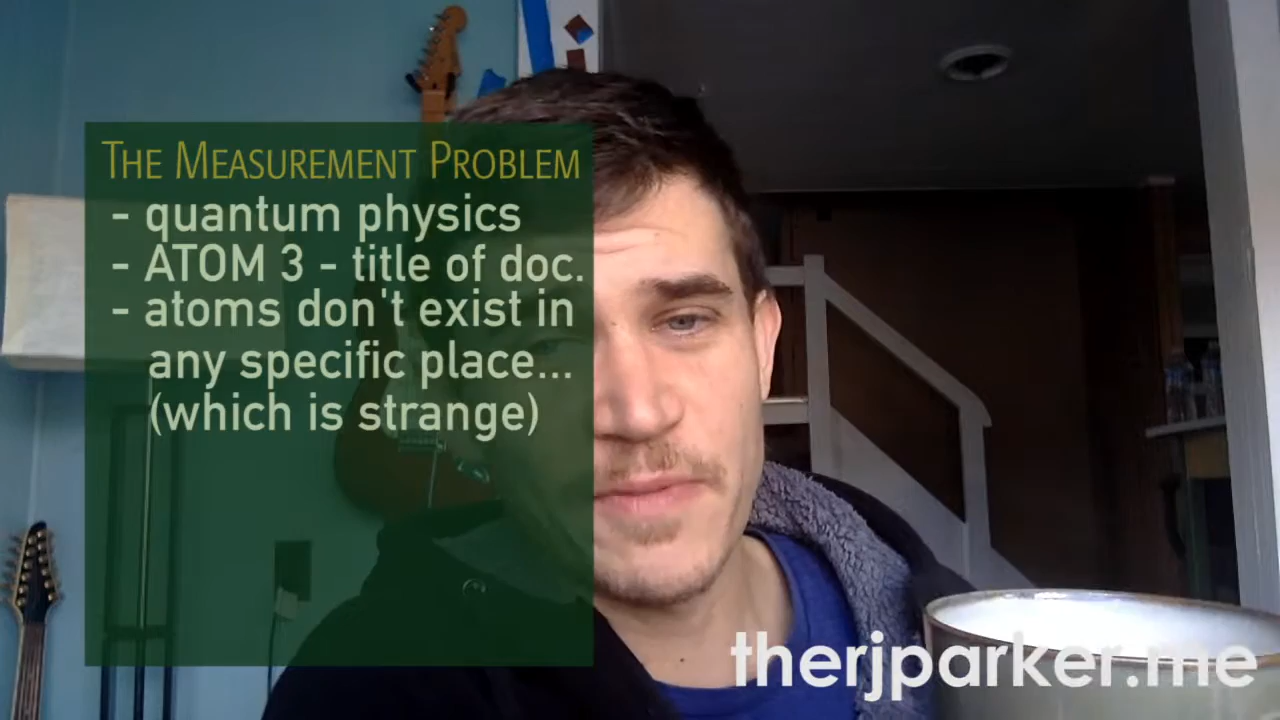 The Measurement Problem
- quantum physics
- ATOM 3 - title of doc.
- atoms don't exist in
any specific place...
(which is strange)
therjparker.me